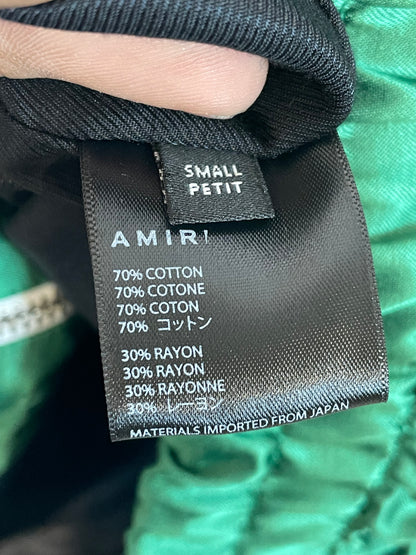 SMALL
PETIT
AMIRI
70% COTTON
70% COTONE
70% COTON
70% コットン
30% RAYON
30% RAYON
30% RAYONNE
30% レーヨン
MATERIALS IMPORTED FROM JAPAN